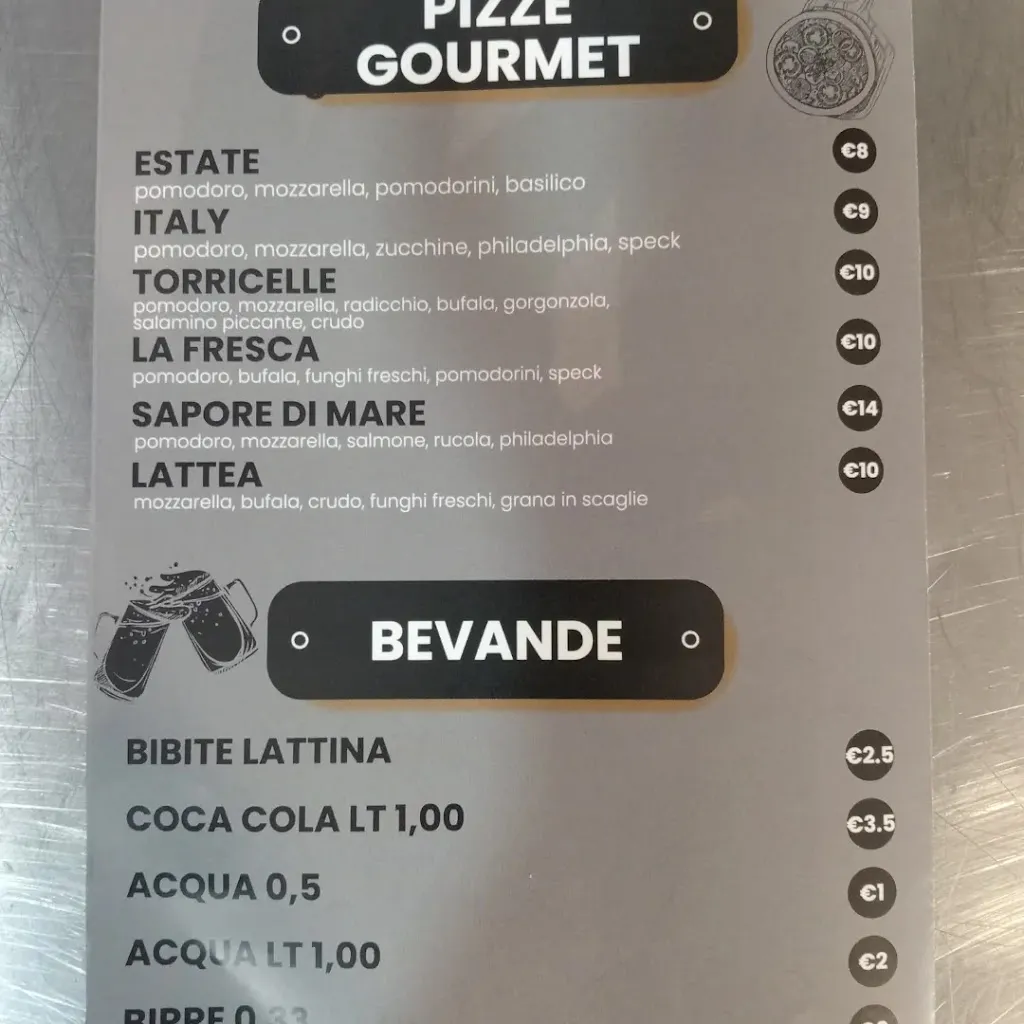 PIZZE
GOURMET
ESTATE €8
pomodoro, mozzarella, pomodorini, basilico
ITALY €9
pomodoro, mozzarella, zucchine, philadelphia, speck
TORRICELLE €10
pomodoro, mozzarella, radicchio, bufala, gorgonzola,
salamino piccante, crudo
LA FRESCA €10
pomodoro, bufala, funghi freschi, pomodorini, speck
SAPORE DI MARE €14
pomodoro, mozzarella, salmone, rucola, philadelphia
LATTEA €10
mozzarella, bufala, crudo, funghi freschi, grana in scaglie
BEVANDE
BIBITE LATTINA €2.5
COCA COLA LT 1,00 €3.5
ACQUA 0,5 €1
ACQUA LT 1,00 €2
BIRRE 0,33